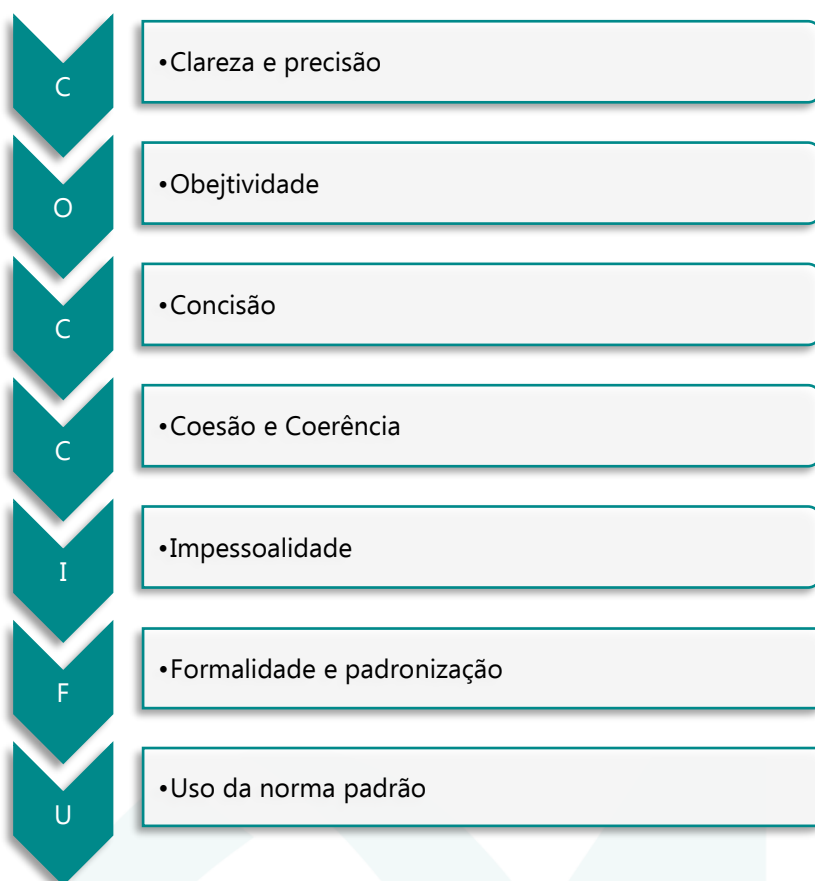 C
•Clareza e precisão
O
•Obejtividade
C
•Concisão
C
•Coesão e Coerência
I
•Impessoalidade
F
•Formalidade e padronização
U
•Uso da norma padrão